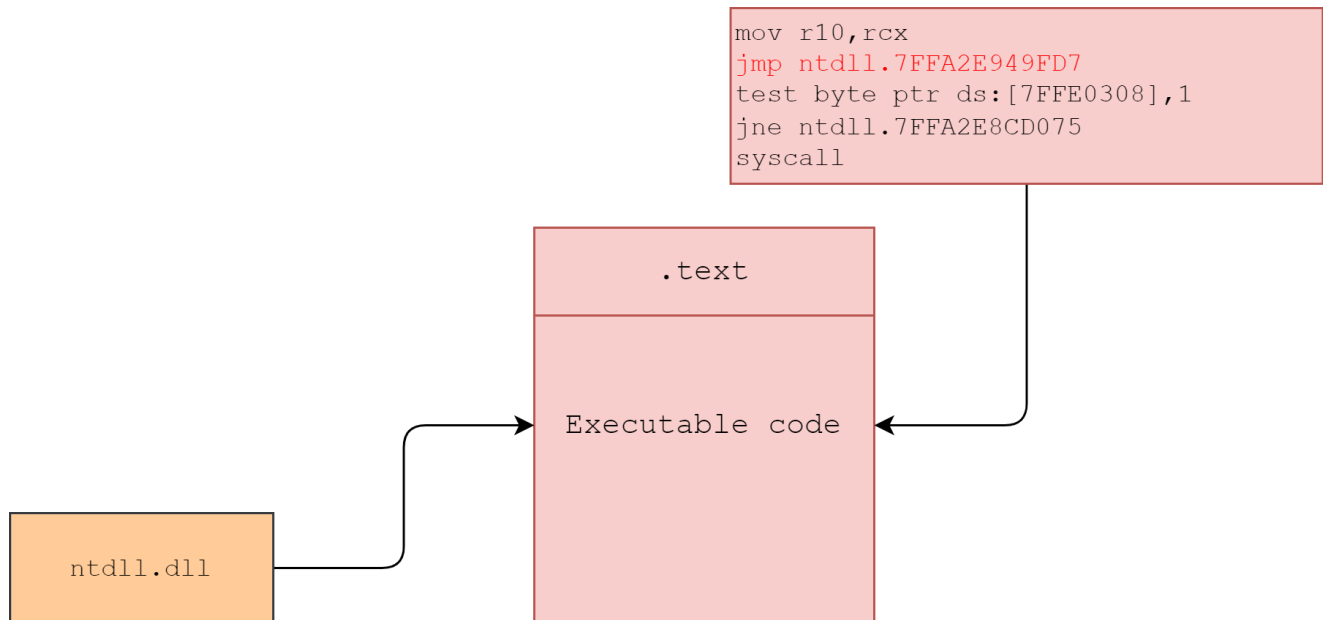 mov r10,rcx
jmp ntdll.7FFA2E949FD7
test byte ptr ds:[7FFE0308],1
jne ntdll.7FFA2E8CD075
syscall
.text
Executable code
ntdll.dll